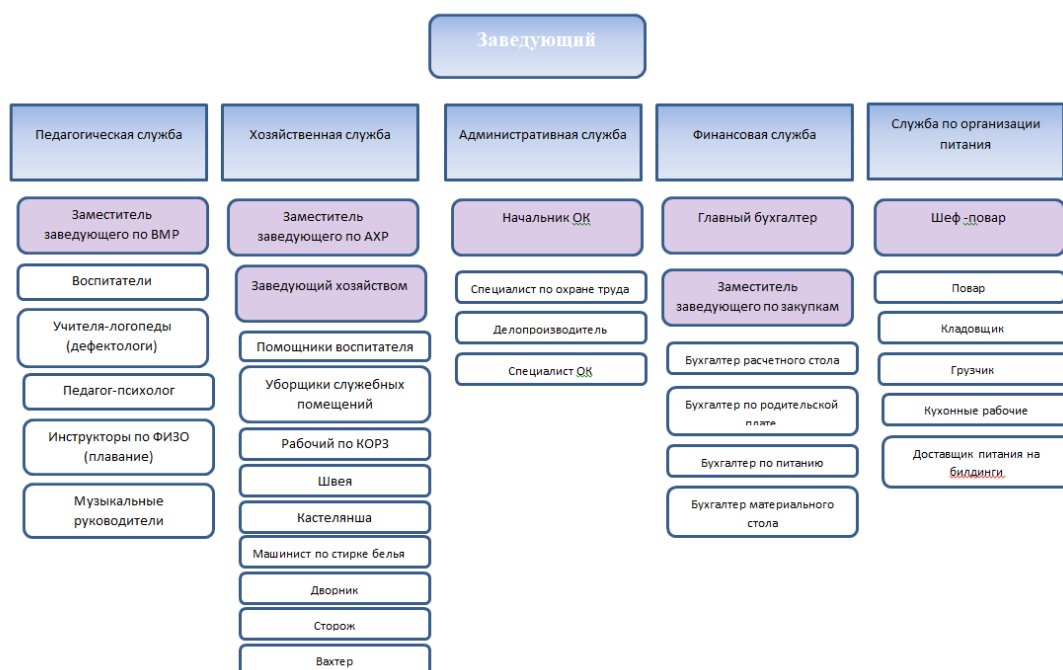 Заведующий
Педагогическая служба
Хозяйственная служба
Административная служба
Финансовая служба
Служба по организации
питания
Заместитель
заведующего по ВМР
Воспитатели
Учителя-логопеды
(дефектологи)
Педагог-психолог
Инструкторы по ФИЗО
(плавание)
Музыкальные
руководители
Заместитель
заведующего по АХР
Заведующий хозяйством
Помощники воспитателя
Уборщики служебных
помещений
Рабочий по КОРЗ
Швея
Кастелянша
Машинист по стирке белья
Дворник
Сторож
Вахтер
Начальник ОК
Специалист по охране труда
Делопроизводитель
Специалист ОК
Главный бухгалтер
Заместитель
заведующего по закупкам
Бухгалтер расчетного стола
Бухгалтер по родительской
плате
Бухгалтер по питанию
Бухгалтер материального
стола
Шеф -повар
Повар
Кладовщик
Грузчик
Кухонные рабочие
Доставщик питания на
билдинги